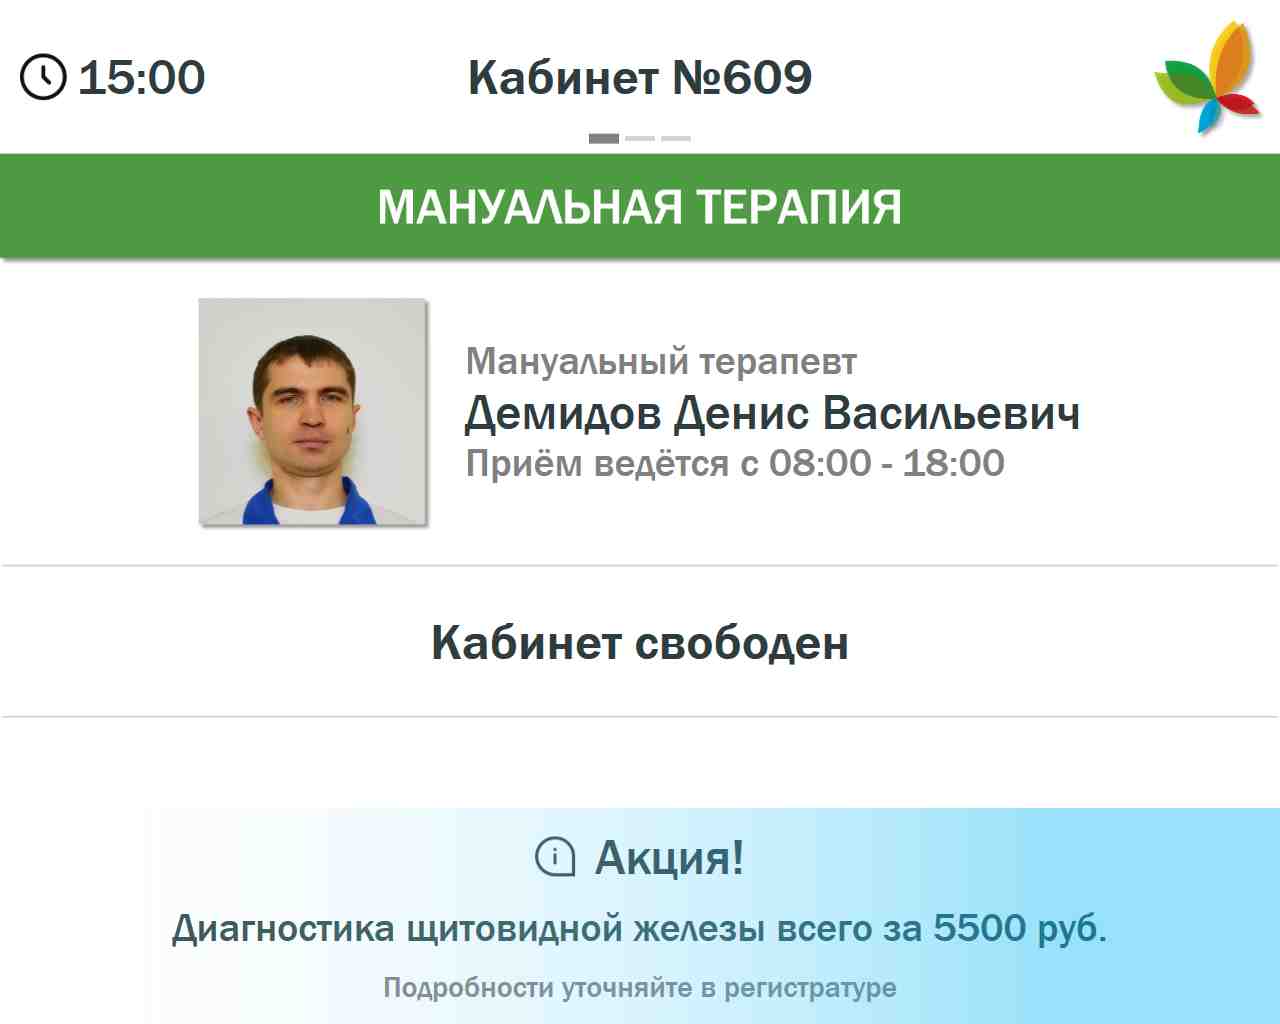 15:00
Кабинет №609
МАНУАЛЬНАЯ ТЕРАПИЯ
Мануальный терапевт
Демидов Денис Васильевич
Приём ведётся с 08:00 - 18:00
Кабинет свободен
Акция!
Диагностика щитовидной железы всего за 5500 руб.
Подробности уточняйте в регистратуре